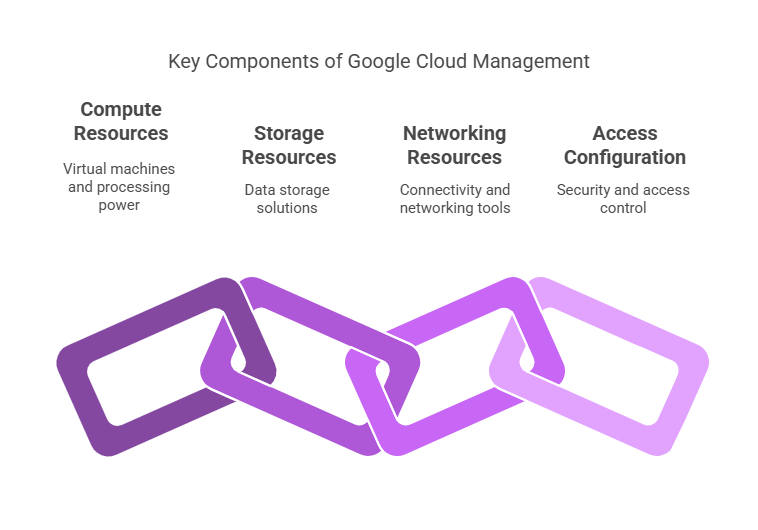 Key Components of Google Cloud Management
Compute
Resources
Virtual machines
and processing
power
Storage
Resources
Data storage
solutions
Networking
Resources
Connectivity and
networking tools
Access
Configuration
Security and access
control